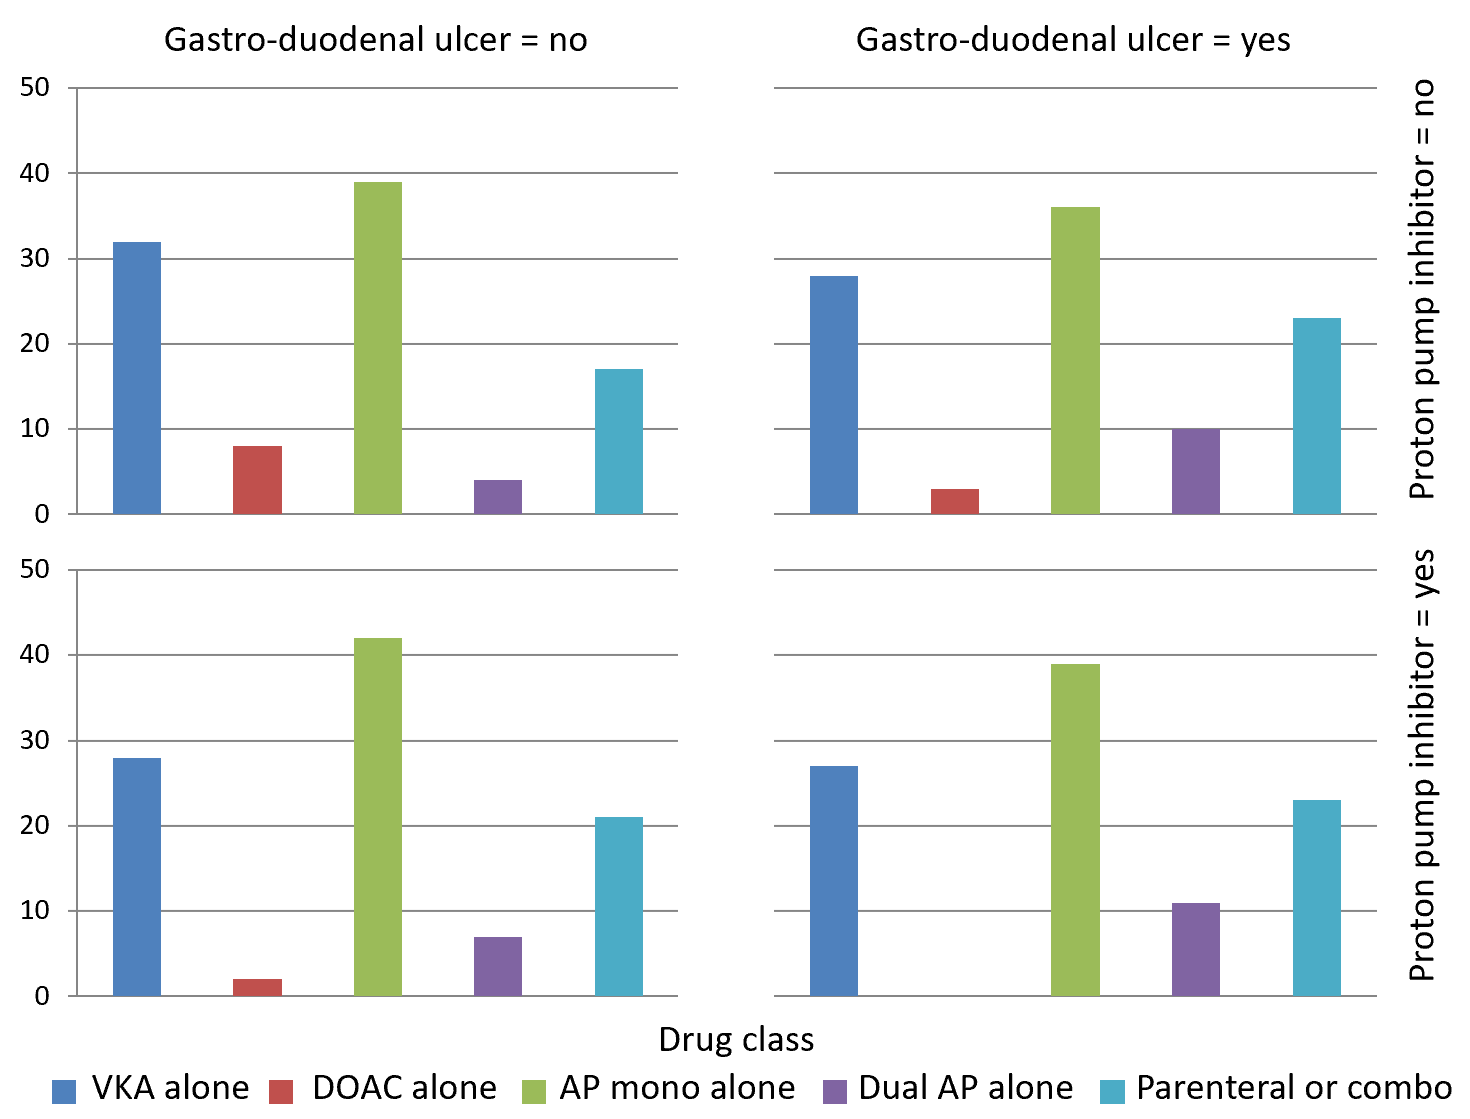 Gastro-duodenal ulcer = no
Gastro-duodenal ulcer = yes
50
40
30
20
10
0
Proton pump inhibitor = no
50
40
30
20
10
0
Proton pump inhibitor = yes
Drug class
VKA alone DOAC alone AP mono alone Dual AP alone Parenteral or combo